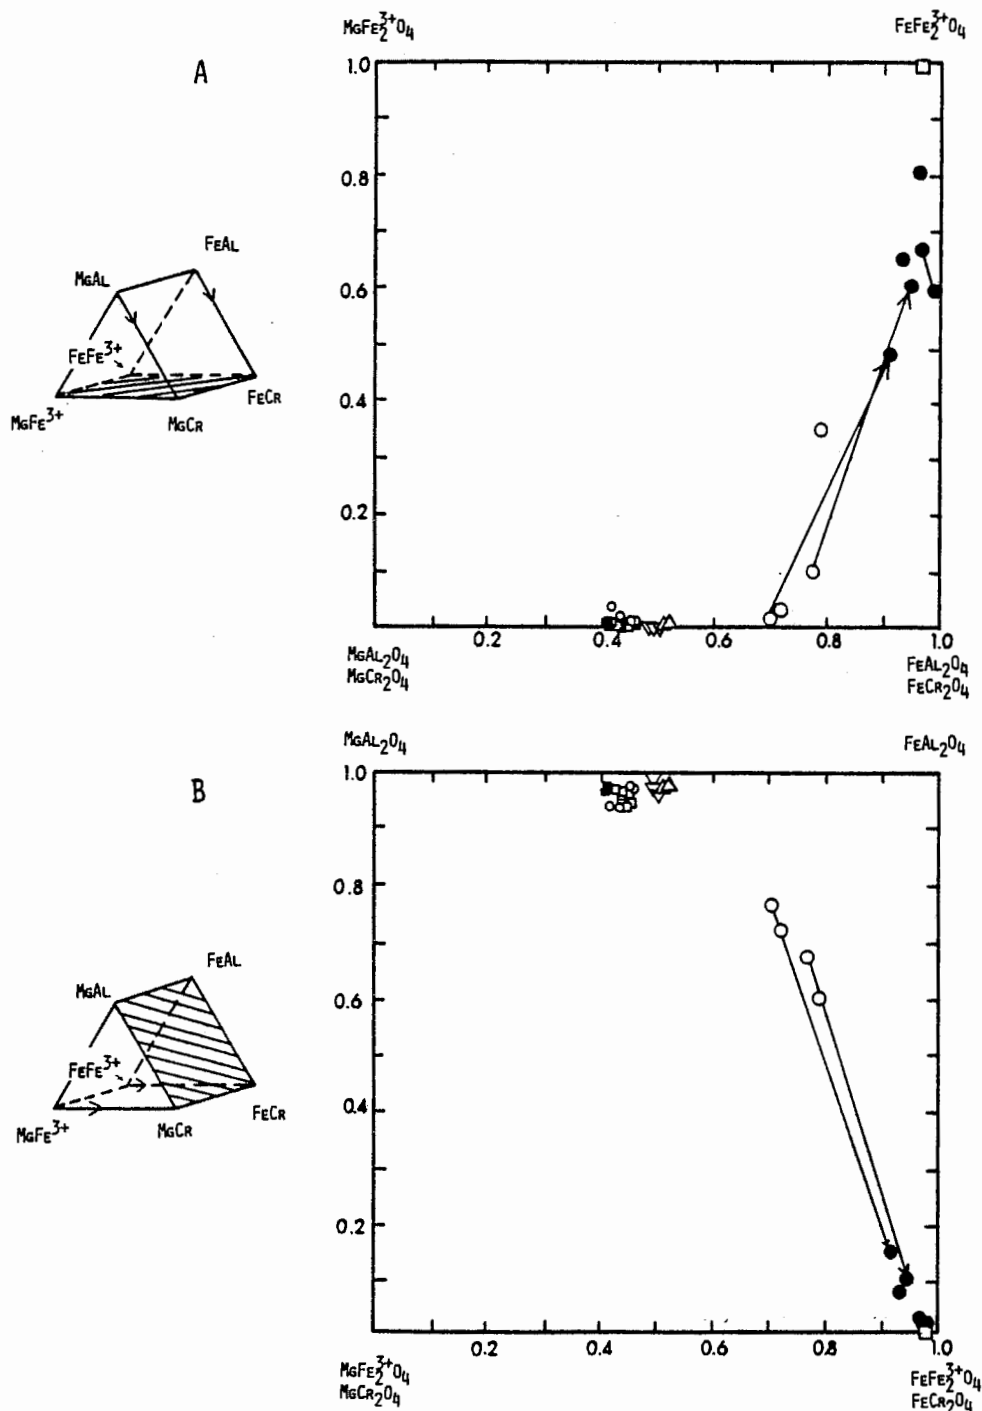 A
MgFe₂³⁺O₄
FeFe₂³⁺O₄
1.0
0.8
0.6
0.4
0.2
0.2
0.4
0.6
0.8
1.0
MgAl₂O₄
MgCr₂O₄
FeAl₂O₄
FeCr₂O₄
FeAl
MgAl
FeFe³⁺
FeCr
MgFe³⁺
MgCr
B
MgAl₂O₄
FeAl₂O₄
1.0
0.8
0.6
0.4
0.2
0.2
0.4
0.6
0.8
1.0
MgFe₂³⁺O₄
MgCr₂O₄
FeFe₂³⁺O₄
FeCr₂O₄
FeAl
MgAl
FeFe³⁺
FeCr
MgFe³⁺
MgCr